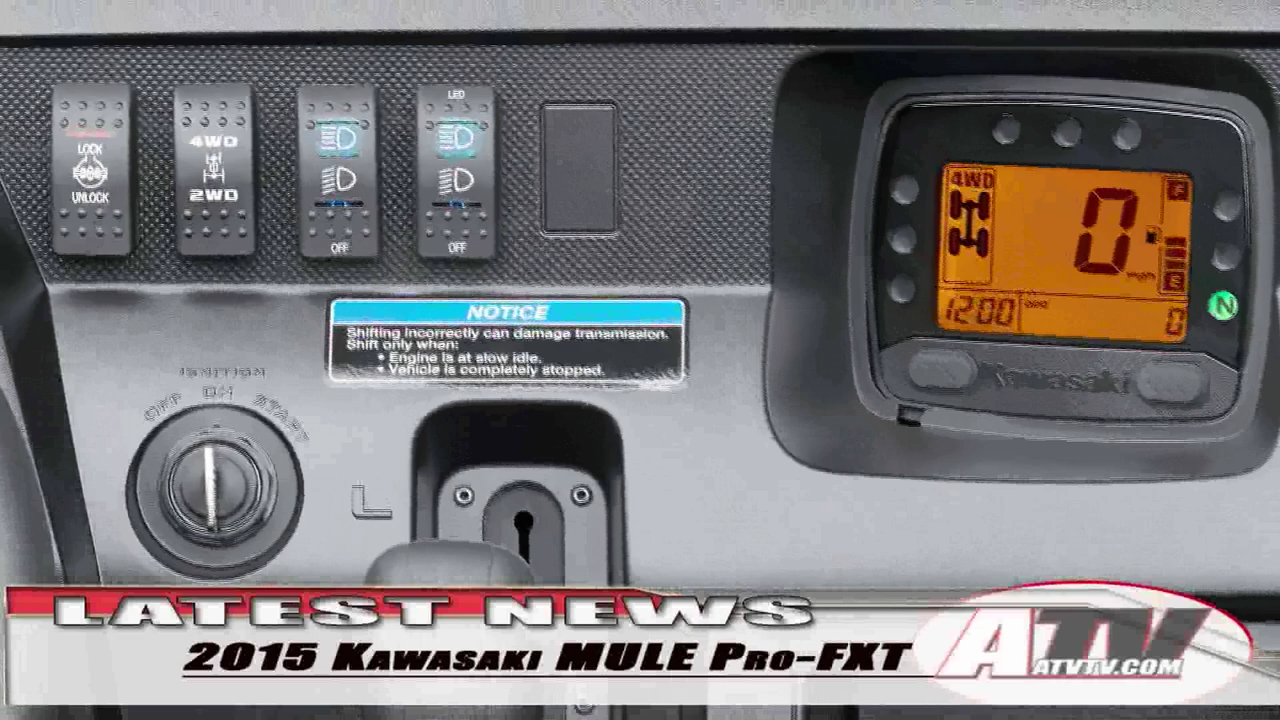 LED
LOCK
UNLOCK
4WD
2WD
OFF
OFF
4WD
F
0
mph
E
12:00
ODO
0
N
Kawasaki
NOTICE
Shifting incorrectly can damage transmission.
Shift only when:
• Engine is at slow idle.
• Vehicle is completely stopped.
IGNITION
OFF ON START
L
LATEST NEWS
2015 KAWASAKI MULE PRO-FXT
ATV
ATVTV.COM